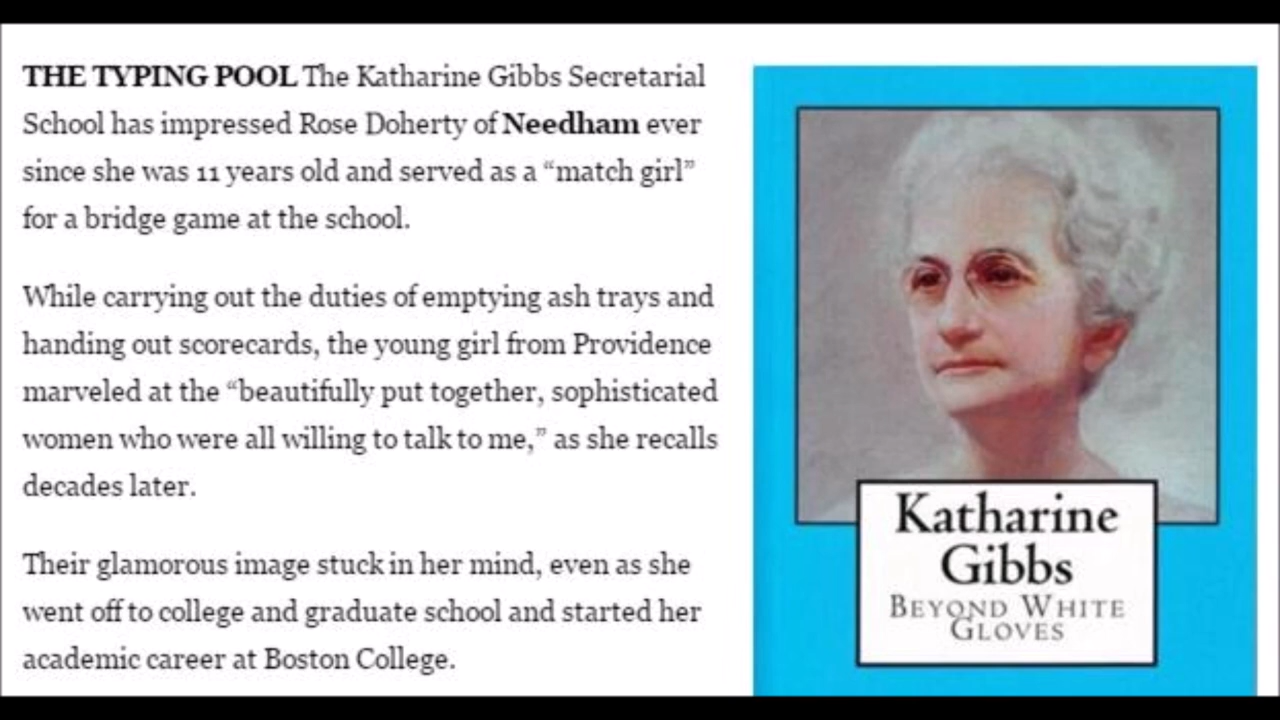 THE TYPING POOL The Katharine Gibbs Secretarial
School has impressed Rose Doherty of Needham ever
since she was 11 years old and served as a “match girl”
for a bridge game at the school.
While carrying out the duties of emptying ash trays and
handing out scorecards, the young girl from Providence
marveled at the “beautifully put together, sophisticated
women who were all willing to talk to me,” as she recalls
decades later.
Their glamorous image stuck in her mind, even as she
went off to college and graduate school and started her
academic career at Boston College.
Katharine
Gibbs
BEYOND WHITE
GLOVES